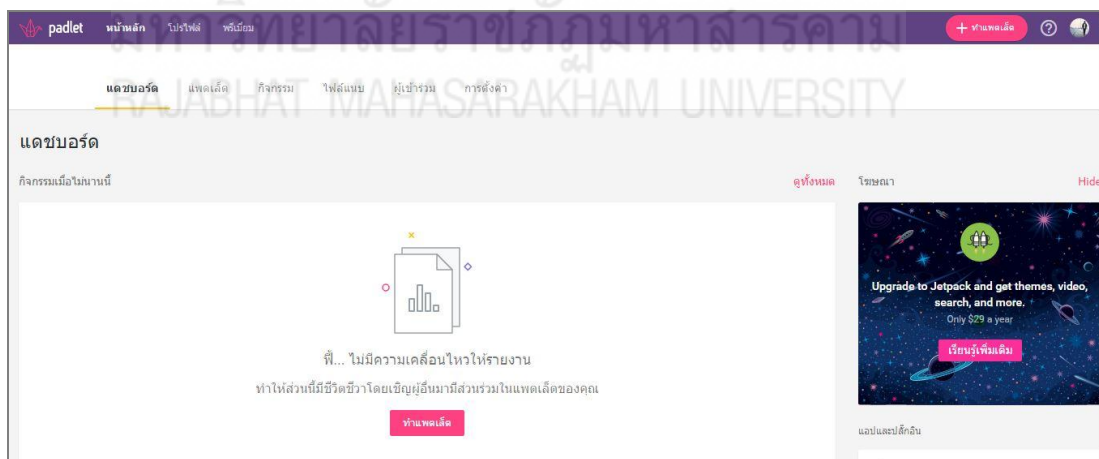 มหาวิทยาลัยราชภัฏมหาสารคาม
RAJABHAT MAHASARAKHAM UNIVERSITY
padlet หน้าหลัก โปรไฟล์ พรีเมียม + ทำแพดเล็ต
แดชบอร์ด แพดเล็ต กิจกรรม ไฟล์แนบ ผู้เข้าร่วม การตั้งค่า
แดชบอร์ด
กิจกรรมเมื่อไม่นานนี้ ดูทั้งหมด โฆษณา Hide
Upgrade to Jetpack and get themes, video,
search, and more.
Only $29 a year
เรียนรู้เพิ่มเติม
ฟี้... ไม่มีความเคลื่อนไหวให้รายงาน
ทำให้ส่วนนี้มีชีวิตชีวาโดยเชิญผู้อื่นมามีส่วนร่วมในแพดเล็ตของคุณ
ทำแพดเล็ต
แอปและปลั๊กอิน